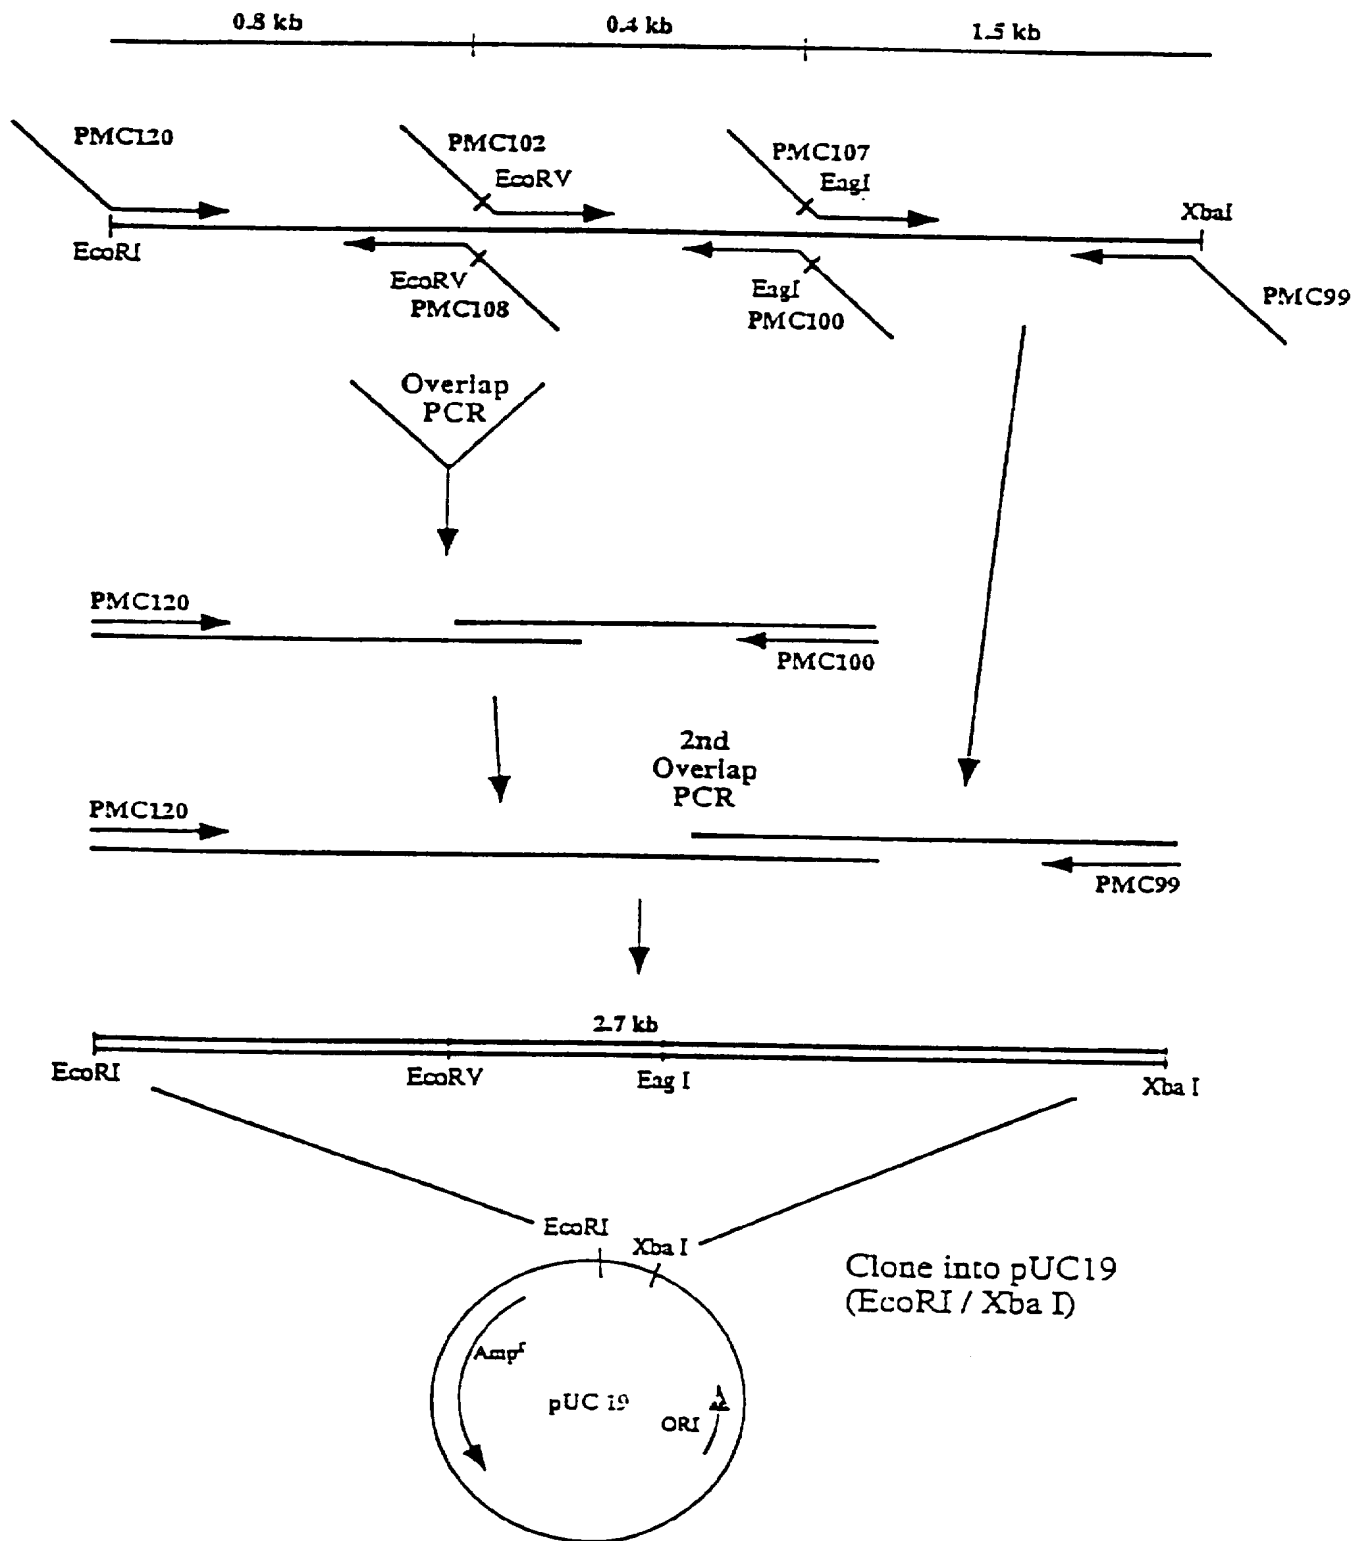 0.8 kb
0.4 kb
1.5 kb
PMC120
PMC102
EcoRV
PMC107
EagI
XbaI
EcoRI
EcoRV
PMC108
EagI
PMC100
PMC99
Overlap
PCR
PMC120
PMC100
2nd
Overlap
PCR
PMC120
PMC99
2.7 kb
EcoRI
EcoRV
Eag I
Xba I
EcoRI
Xba I
Clone into pUC19
(EcoRI / Xba I)
Ampr
pUC 19
ORI